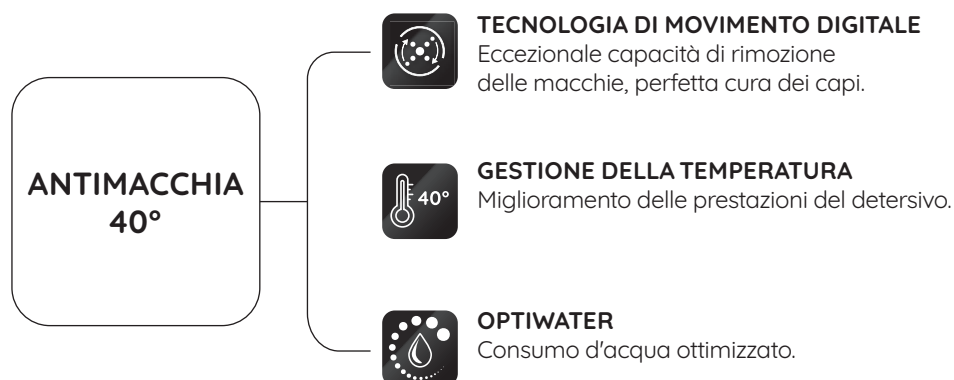 TECNOLOGIA DI MOVIMENTO DIGITALE
Eccezionale capacità di rimozione
delle macchie, perfetta cura dei capi.
ANTIMACCHIA
40°
40°
GESTIONE DELLA TEMPERATURA
Miglioramento delle prestazioni del detersivo.
OPTIWATER
Consumo d'acqua ottimizzato.